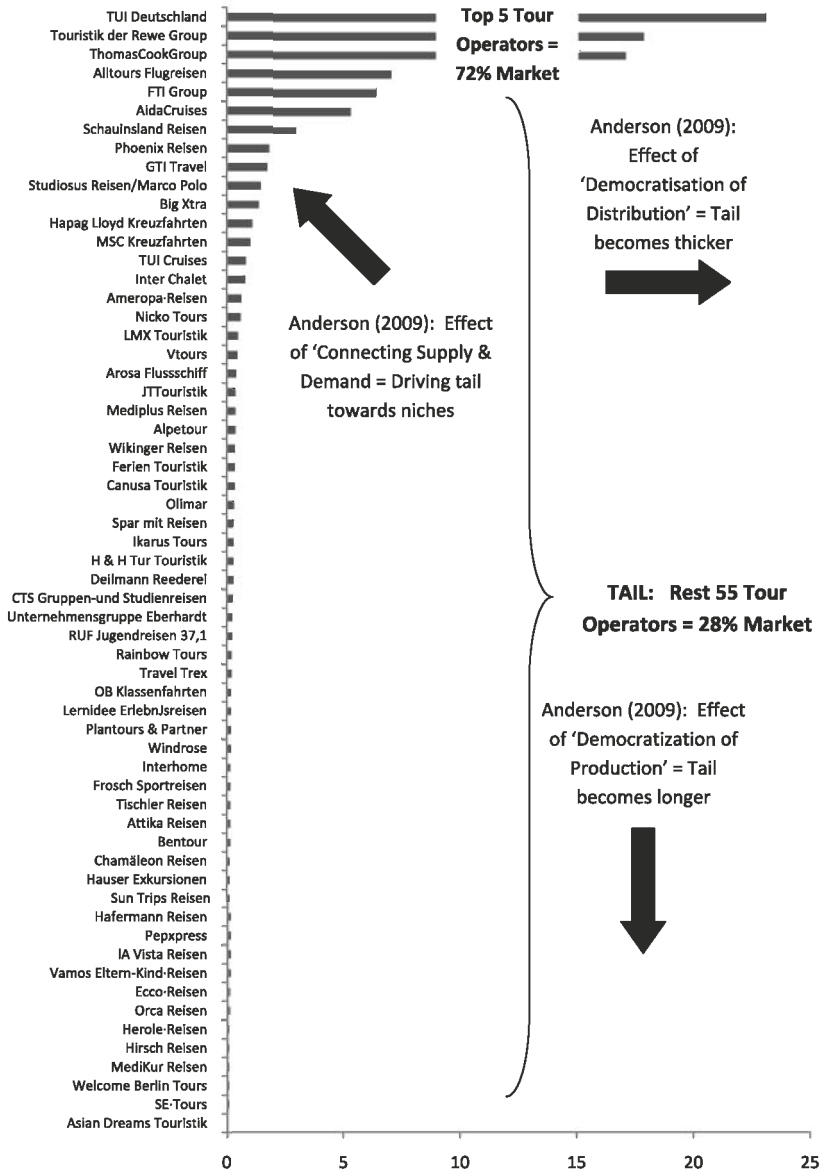 TUI Deutschland
Touristik der Rewe Group
ThomasCookGroup
Alltours Flugreisen
FTI Group
AidaCruises
Schauinsland Reisen
Phoenix Reisen
GTI Travel
Studiosus Reisen/Marco Polo
Big Xtra
Hapag Lloyd Kreuzfahrten
MSC Kreuzfahrten
TUI Cruises
Inter Chalet
Ameropa·Reisen
Nicko Tours
LMX Touristik
Vtours
Arosa Flussschiff
JTTouristik
Mediplus Reisen
Alpetour
Wikinger Reisen
Ferien Touristik
Canusa Touristik
Olimar
Spar mit Reisen
Ikarus Tours
H & H Tur Touristik
Deilmann Reederel
CTS Gruppen-und Studienreisen
Unternehmensgruppe Eberhardt
RUF Jugendreisen 37,1
Rainbow Tours
Travel Trex
OB Klassenfahrten
Lernidee ErlebnJsreisen
Plantours & Partner
Windrose
Interhome
Frosch Sportreisen
Tischler Reisen
Attika Reisen
Bentour
Chamäleon Reisen
Hauser Exkursionen
Sun Trips Reisen
Hafermann Reisen
Pepxpress
lA Vista Reisen
Vamos Eltern-Kind·Reisen
Ecco·Reisen
Orca Reisen
Herole·Reisen
Hirsch Reisen
MediKur Reisen
Welcome Berlin Tours
SE·Tours
Asian Dreams Touristik
0 5 10 15 20 25
Top 5 Tour
Operators =
72% Market
Anderson (2009):
Effect of
‘Democratisation of
Distribution’ = Tail
becomes thicker
Anderson (2009): Effect
of ‘Connecting Supply &
Demand = Driving tail
towards niches
TAIL: Rest 55 Tour
Operators = 28% Market
Anderson (2009): Effect
of ‘Democratization of
Production’ = Tail
becomes longer